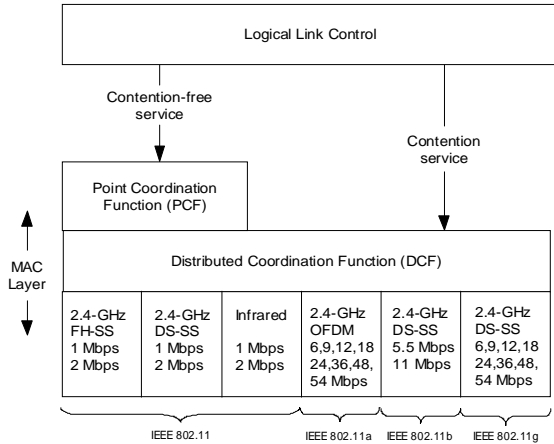 Logical Link Control
Contention-free
service
Contention
service
Point Coordination
Function (PCF)
MAC
Layer
Distributed Coordination Function (DCF)
2.4-GHz
FH-SS
1 Mbps
2 Mbps
2.4-GHz
DS-SS
1 Mbps
2 Mbps
Infrared
1 Mbps
2 Mbps
2.4-GHz
OFDM
6,9,12,18
24,36,48,
54 Mbps
2.4-GHz
DS-SS
5.5 Mbps
11 Mbps
2.4-GHz
DS-SS
6,9,12,18
24,36,48,
54 Mbps
IEEE 802.11
IEEE 802.11a
IEEE 802.11b
IEEE 802.11g